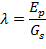 λ = E_p / G_s